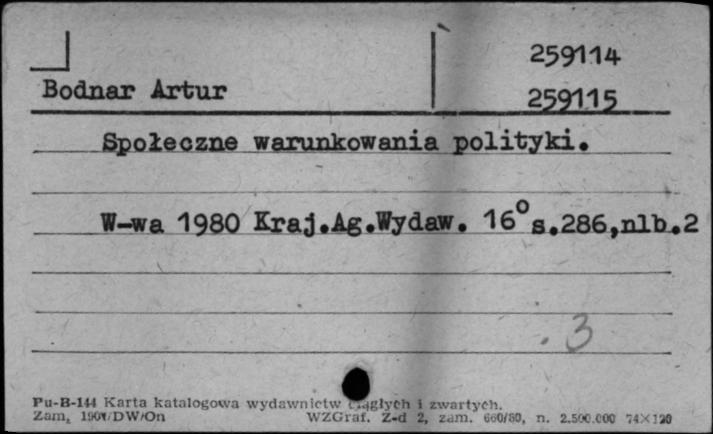 259114
Bodnar Artur
259115
Społeczne warunkowania polityki.
W-wa 1980 Kraj.Ag.Wydaw. 16° s.286,nlb.2
. 3
Pu-B-144 Karta katalogowa wydawnictw ciągłych i zwartych.
Zam. /DW/On WZGraf. Z-d 2, zam. 660/80, n. 2.500.000 74×120